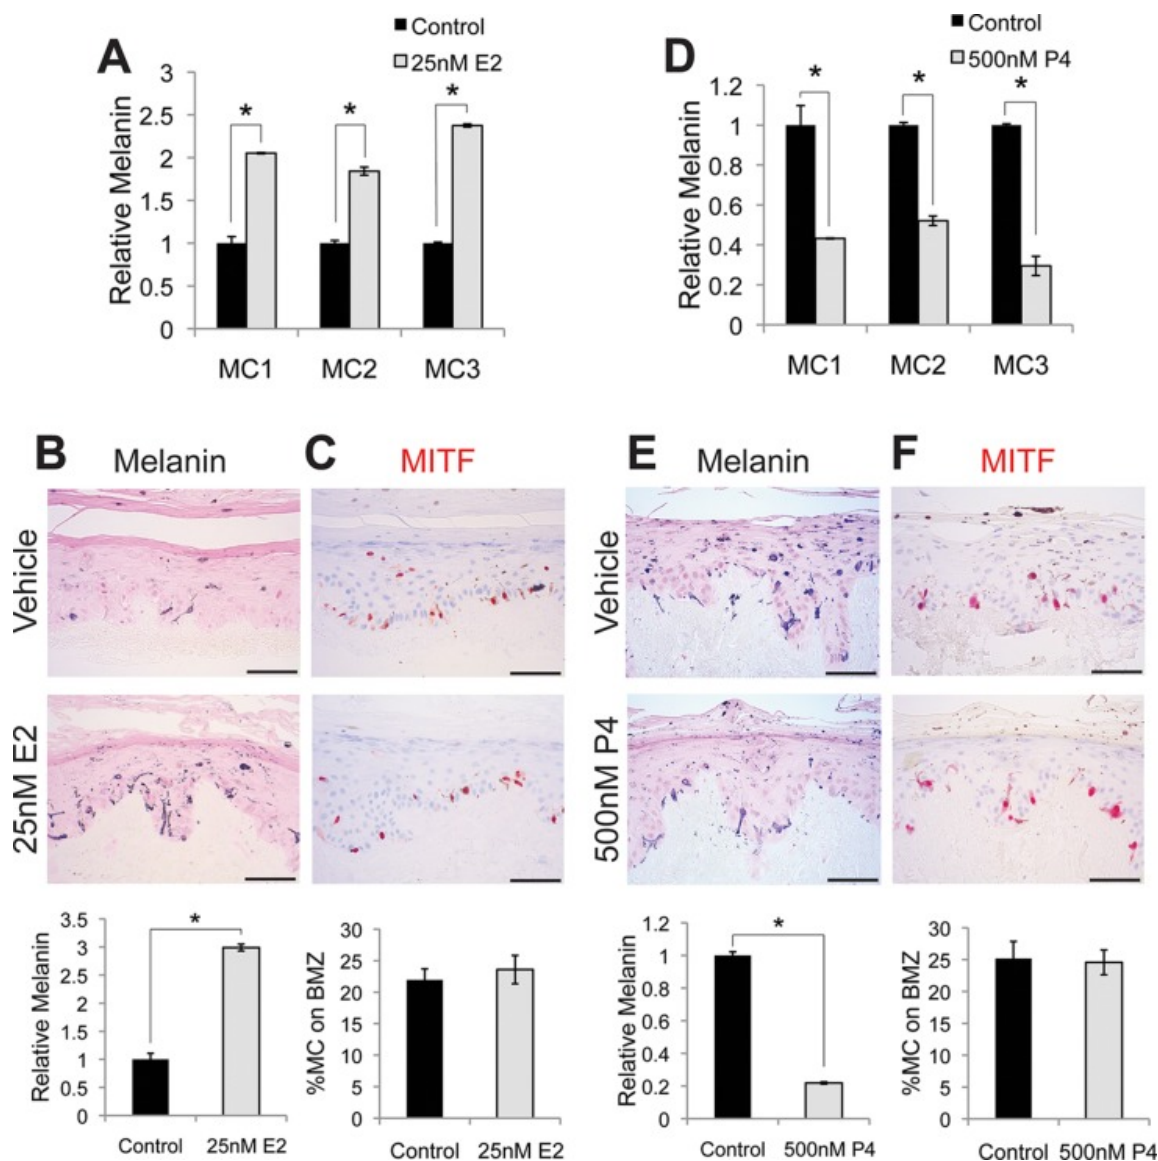 A
Control
25nM E2
3
2.5
2
1.5
1
0.5
0
Relative Melanin
*
*
*
MC1
MC2
MC3
D
Control
500nM P4
1.2
1
0.8
0.6
0.4
0.2
0
Relative Melanin
*
*
*
MC1
MC2
MC3
B
Melanin
C
MITF
Vehicle
25nM E2
E
Melanin
F
MITF
Vehicle
500nM P4
3.5
3
2.5
2
1.5
1
0.5
0
Relative Melanin
*
Control
25nM E2
30
25
20
15
10
5
0
%MC on BMZ
Control
25nM E2
1.2
1
0.8
0.6
0.4
0.2
0
Relative Melanin
*
Control
500nM P4
30
25
20
15
10
5
0
%MC on BMZ
Control
500nM P4